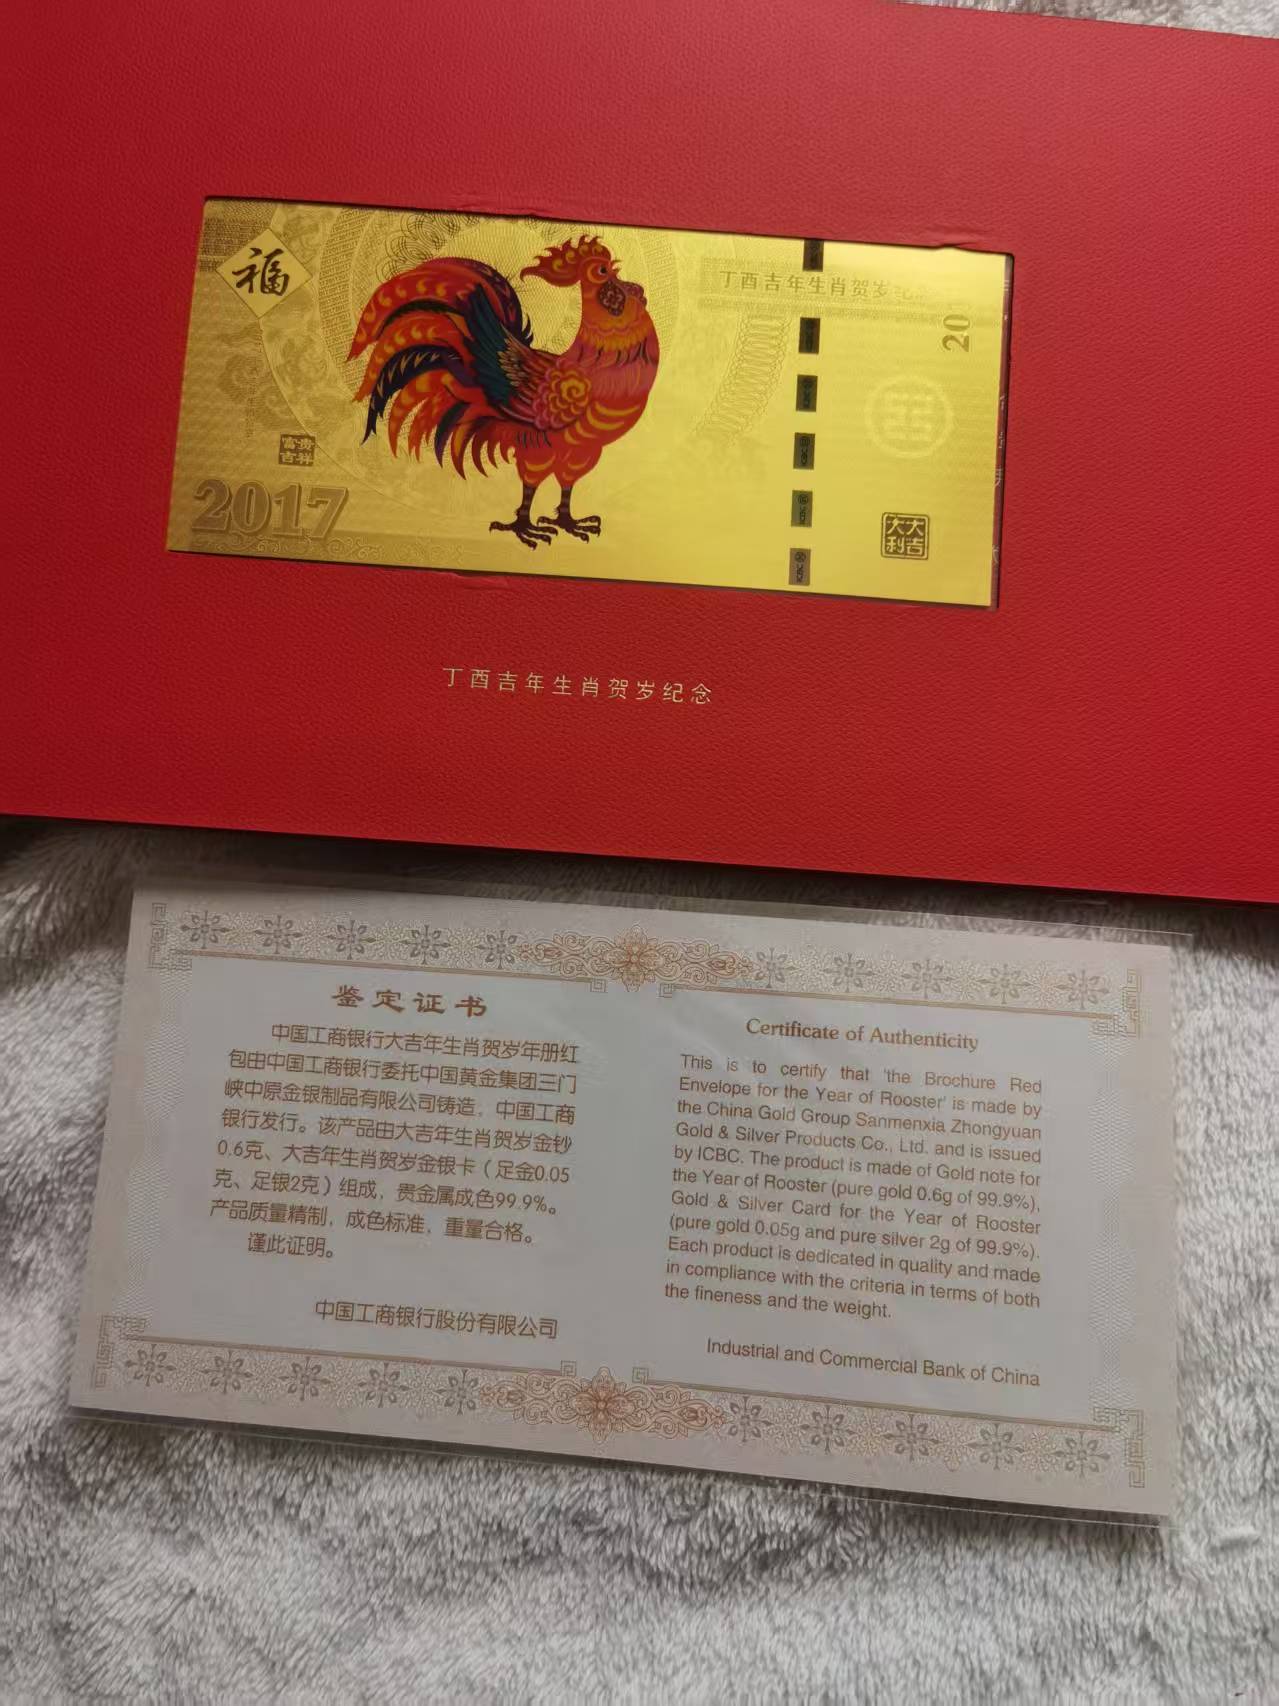 福
丁酉吉年生肖贺岁纪
20
富贵
吉祥
2017
ICBC
ICBC
ICBC
ICBC
大吉
大利
丁酉吉年生肖贺岁纪念
鉴定证书
中国工商银行大吉年生肖贺岁年册红
包由中国工商银行委托中国黄金集团三门
峡中原金银制品有限公司铸造，中国工商
银行发行。该产品由大吉年生肖贺岁金钞
0.6克、大吉年生肖贺岁金银卡（足金0.05
克、足银2克）组成，贵金属成色99.9%。
产品质量精制，成色标准，重量合格。
谨此证明。
中国工商银行股份有限公司
Certificate of Authenticity
This is to certify that 'the Brochure Red
Envelope for the Year of Rooster' is made by
the China Gold Group Sanmenxia Zhongyuan
Gold & Silver Products Co., Ltd. and is issued
by ICBC. The product is made of Gold note for
the Year of Rooster (pure gold 0.6g of 99.9%),
Gold & Silver Card for the Year of Rooster
(pure gold 0.05g and pure silver 2g of 99.9%).
Each product is dedicated in quality and made
in compliance with the criteria in terms of both
the fineness and the weight.
Industrial and Commercial Bank of China